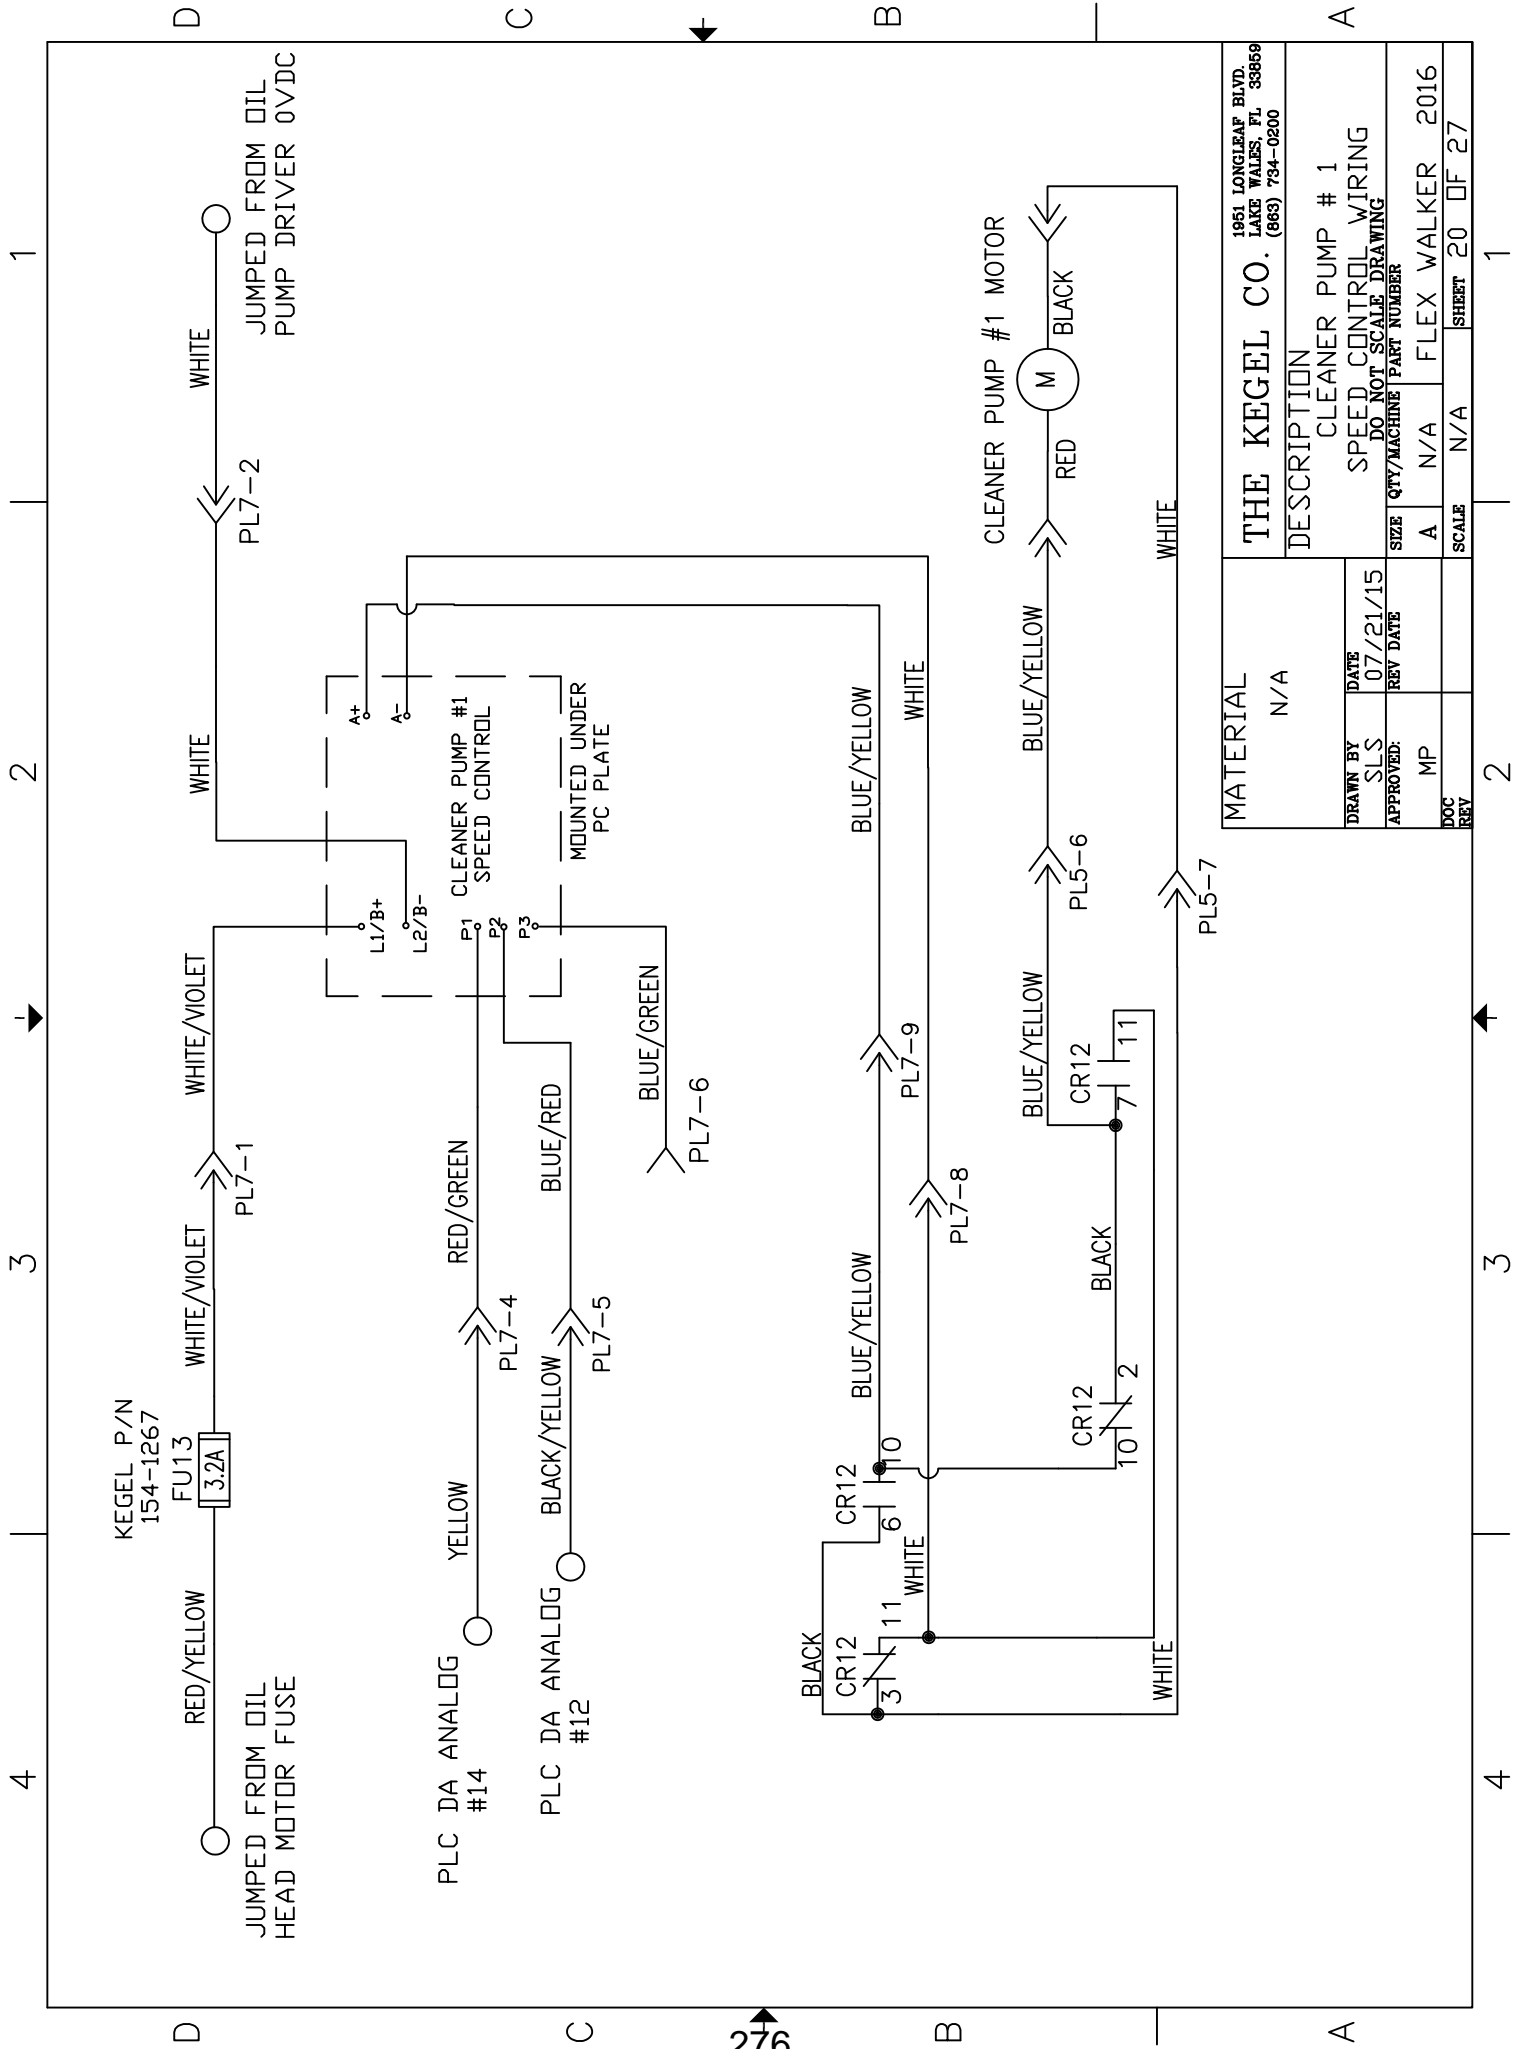 4
3
2
1
D
D
C
C
B
B
A
A
4
3
2
1
KEGEL P/N
154-1267
FU13
3.2A
RED/YELLOW
WHITE/VIOLET
PL7-1
WHITE/VIOLET
WHITE
PL7-2
WHITE
JUMPED FROM OIL
HEAD MOTOR FUSE
JUMPED FROM OIL
PUMP DRIVER 0VDC
L1/B+
L2/B-
P1
P2
P3
A+
A-
CLEANER PUMP #1
SPEED CONTROL
MOUNTED UNDER
PC PLATE
PLC DA ANALOG
#14
YELLOW
PL7-4
RED/GREEN
PLC DA ANALOG
#12
BLACK/YELLOW
PL7-5
BLUE/RED
BLUE/GREEN
PL7-6
BLACK
CR12
6
10
BLUE/YELLOW
PL7-9
BLUE/YELLOW
CR12
3
11
WHITE
PL7-8
WHITE
CLEANER PUMP #1 MOTOR
BLUE/YELLOW
PL5-6
BLUE/YELLOW
RED
M
BLACK
CR12
10
2
BLACK
CR12
7
11
WHITE
PL5-7
WHITE
MATERIAL
N/A
DRAWN BY
SLS
DATE
07/21/15
APPROVED:
MP
REV DATE
DOC
REV
THE KEGEL CO.
1951 LONGLEAF BLVD.
LAKE WALES, FL 33859
(863) 734-0200
DESCRIPTION
CLEANER PUMP # 1
SPEED CONTROL WIRING
DO NOT SCALE DRAWING
SIZE
A
QTY/MACHINE
N/A
PART NUMBER
FLEX WALKER 2016
SCALE
N/A
SHEET 20 OF 27
276